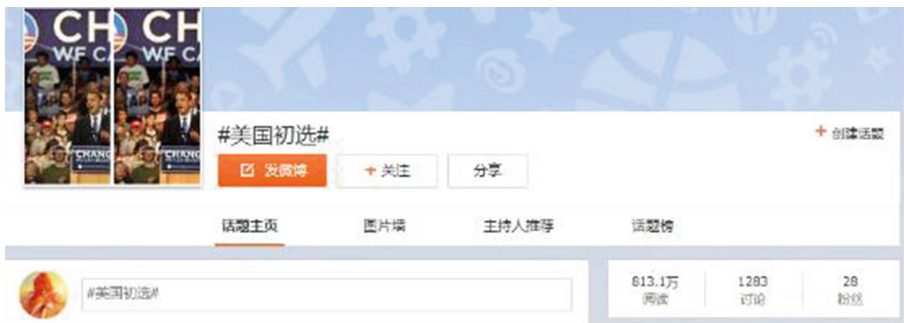 CH CH
WE CA WE CA
CHANG CHANG
#美国初选#
+ 创建话题
发微博
+ 关注
分享
话题主页
图片墙
主持人推荐
话题榜
#美国初选#
813.1万
阅读
1283
讨论
28
粉丝